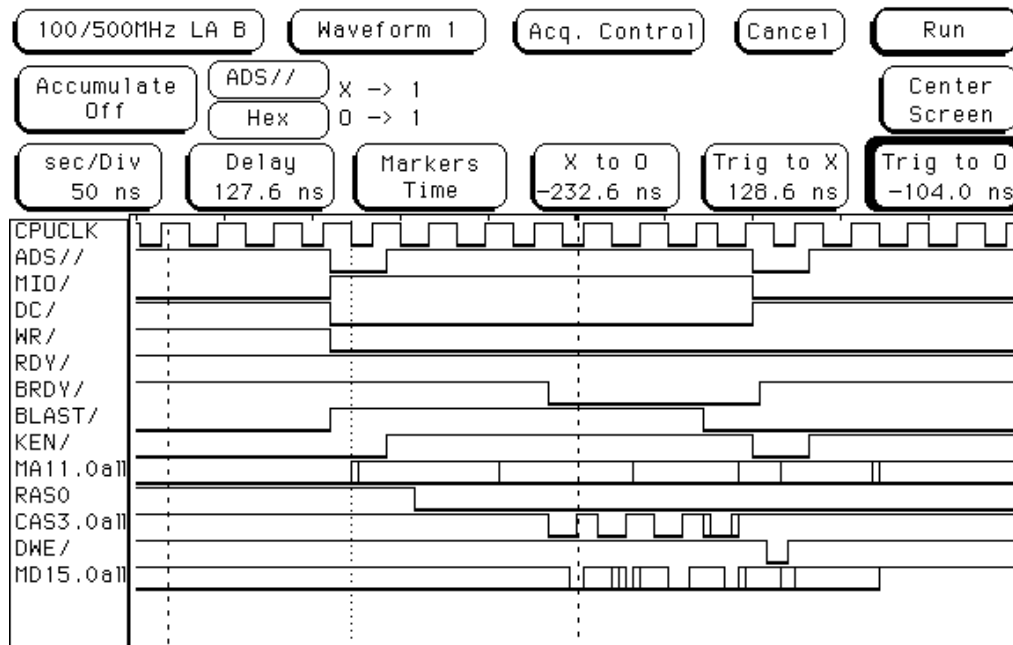 100/500MHz LA B Waveform 1 Acq. Control Cancel Run
Accumulate Off ADS// X -> 1 Center Screen
Hex O -> 1
sec/Div Delay Markers X to O Trig to X Trig to O
50 ns 127.6 ns Time -232.6 ns 128.6 ns -104.0 ns
CPUCLK
ADS//
MIO/
DC/
WR/
RDY/
BRDY/
BLAST/
KEN/
MA11.0all
RAS0
CAS3.0all
DWE/
MD15.0all